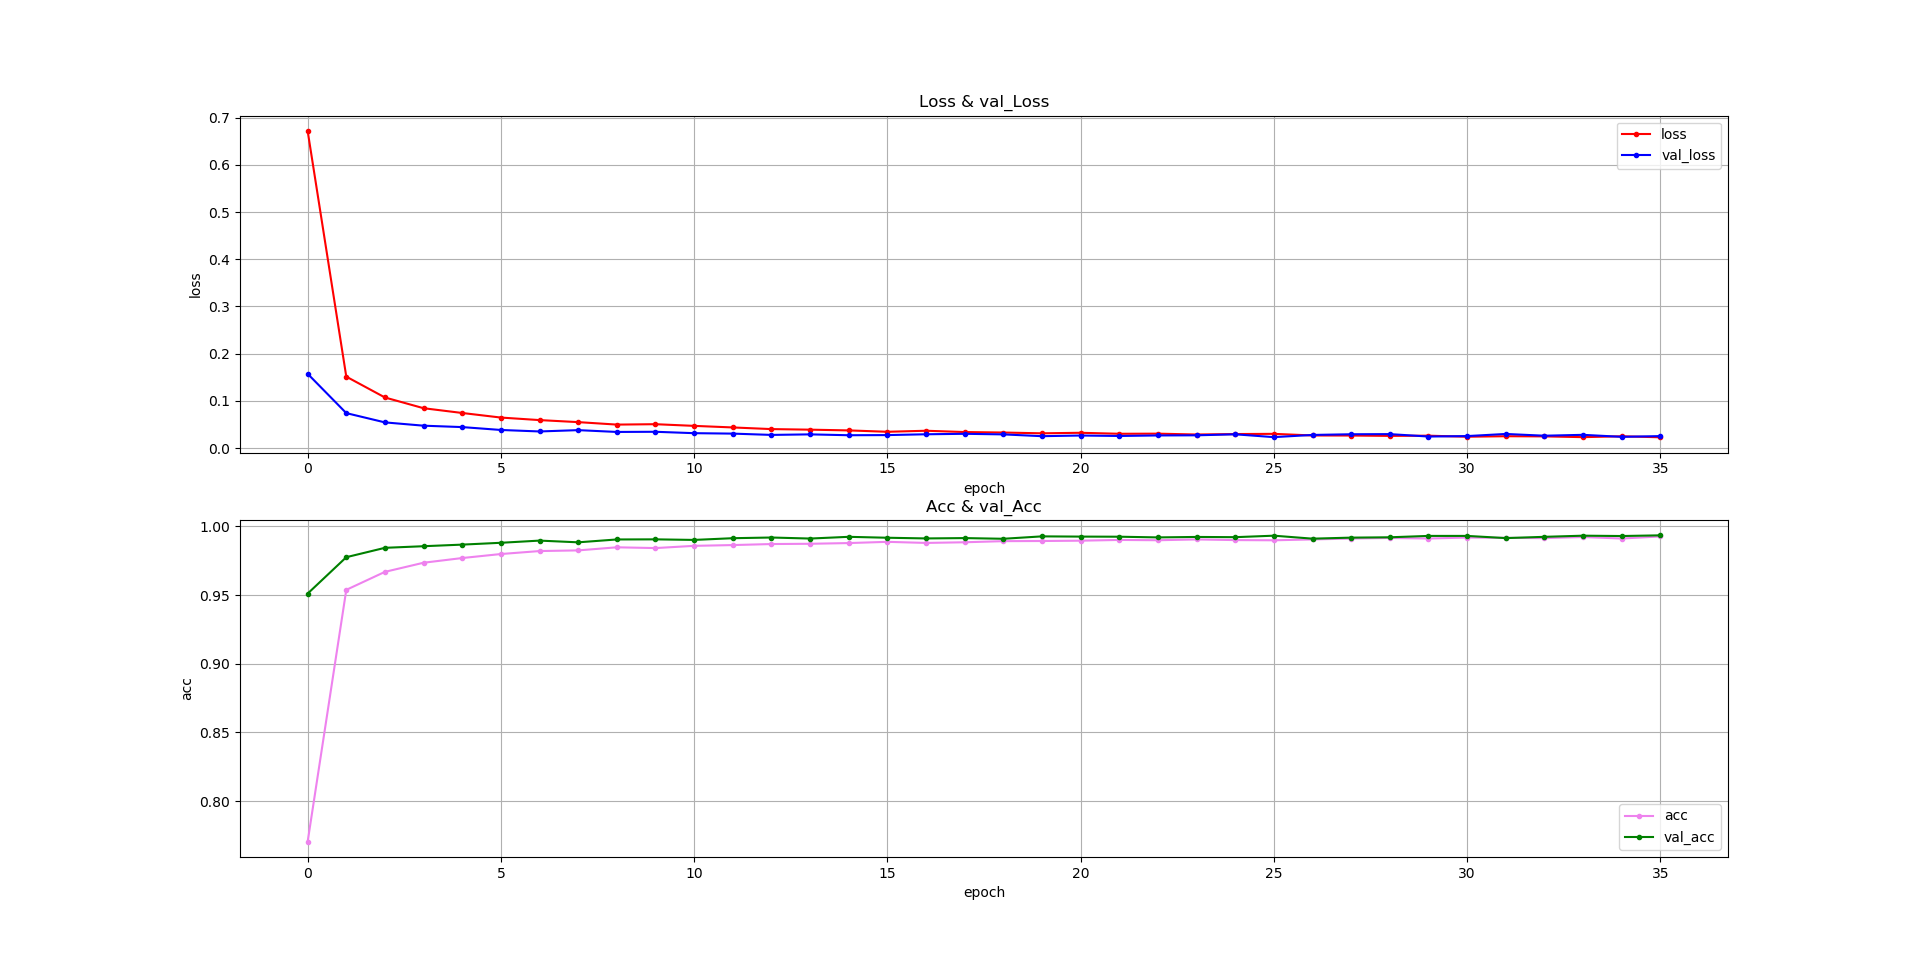 Loss & val_Loss
0.7
0.6
0.5
0.4
0.3
0.2
0.1
0.0
loss
loss
val_loss
0 5 10 15 20 25 30 35
epoch
Acc & val_Acc
1.00
0.95
0.90
0.85
0.80
acc
acc
val_acc
0 5 10 15 20 25 30 35
epoch